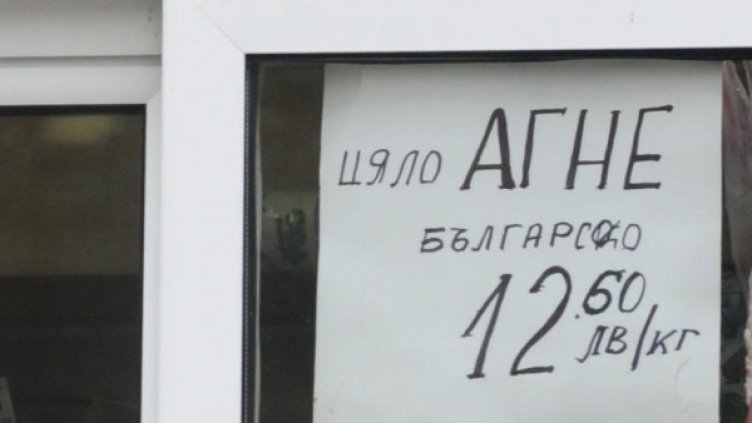 цяло АГНЕ
БЪЛГАРСКО
12.60
лв/кг